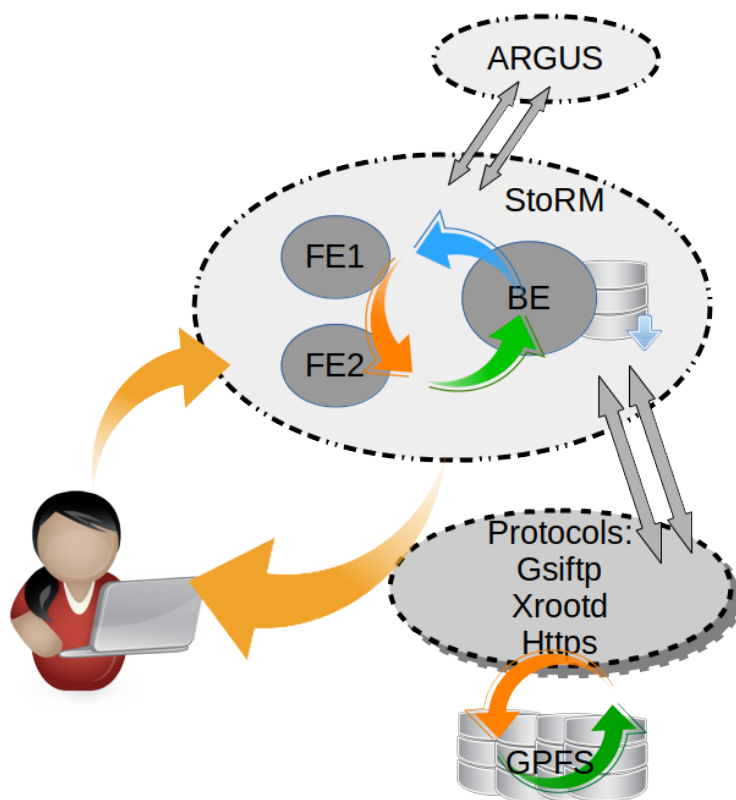 ARGUS
StoRM
FE1
BE
FE2
Protocols:
Gsiftp
Xrootd
Https
GPFS